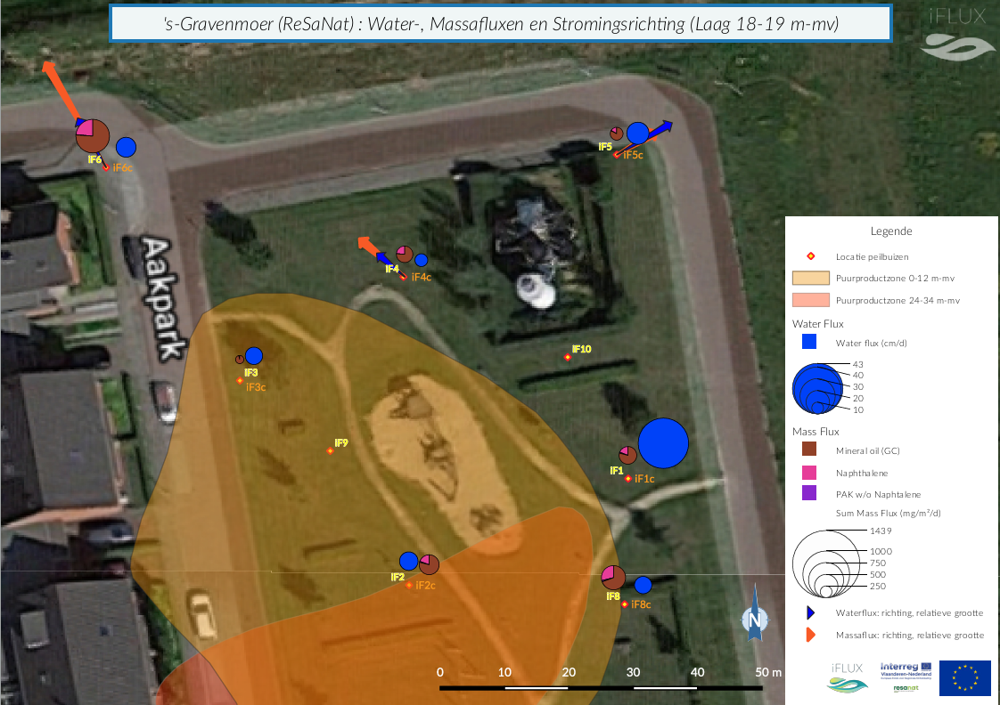 's-Gravenmoer (ReSaNat) : Water-, Massafluxen en Stromingsrichting (Laag 18-19 m-mv)
iFLUX
IF6
iF6c
IF5
iF5c
Aakpark
IF4
iF4c
IF3
iF3c
IF10
IF9
IF1
iF1c
IF2
iF2c
IF8
iF8c
N
0 10 20 30 40 50 m
Legende
Locatie peilbuizen
Puurproductzone 0-12 m-mv
Puurproductzone 24-34 m-mv
Water Flux
Water flux (cm/d)
43
40
30
20
10
Mass Flux
Mineral oil (GC)
Naphthalene
PAK w/o Naphtalene
Sum Mass Flux (mg/m²/d)
1439
1000
750
500
250
Waterflux: richting, relatieve grootte
Massaflux: richting, relatieve grootte
iFLUX
interreg
Vlaanderen-Nederland
resanat